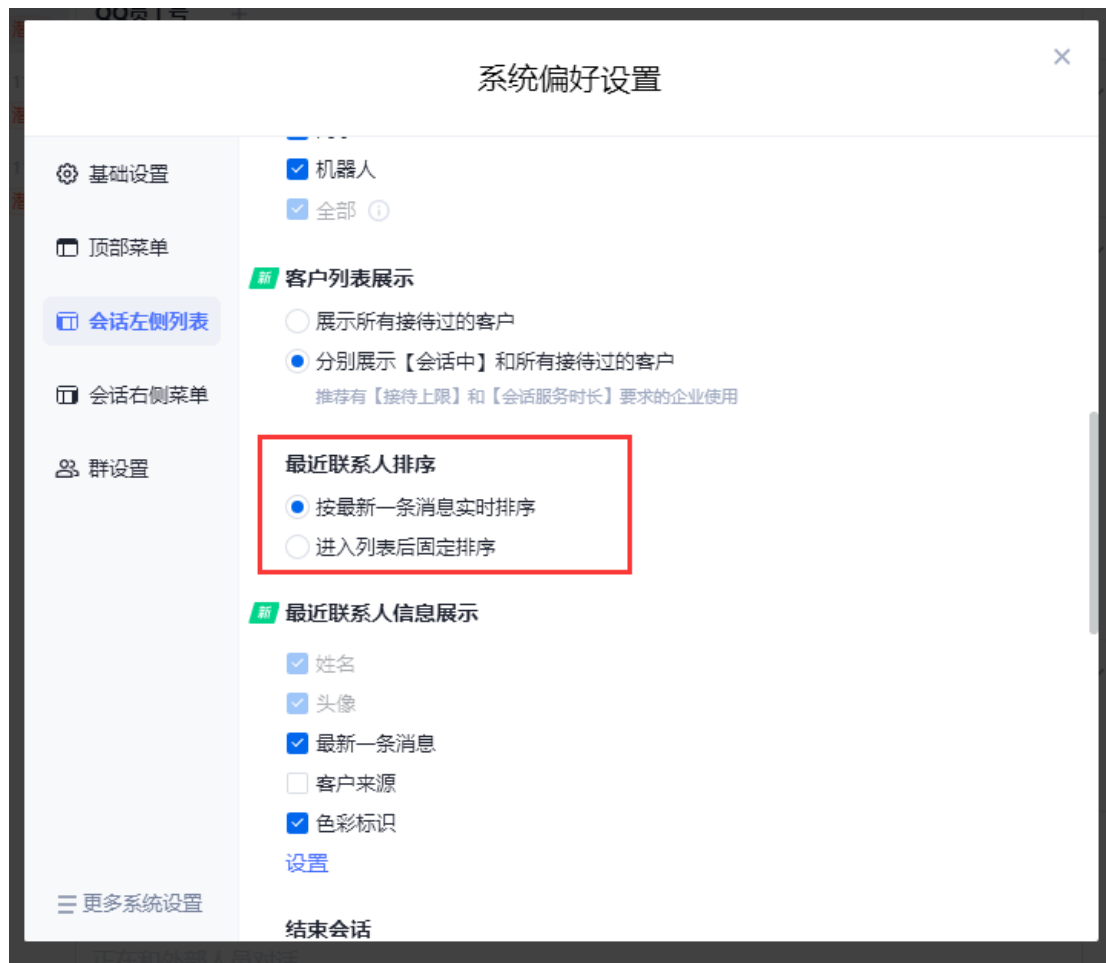 系统偏好设置
基础设置
顶部菜单
会话左侧列表
会话右侧菜单
群设置
更多系统设置
机器人
全部
新 客户列表展示
展示所有接待过的客户
分别展示【会话中】和所有接待过的客户
推荐有【接待上限】和【会话服务时长】要求的企业使用
最近联系人排序
按最新一条消息实时排序
进入列表后固定排序
新 最近联系人信息展示
姓名
头像
最新一条消息
客户来源
色彩标识
设置
结束会话